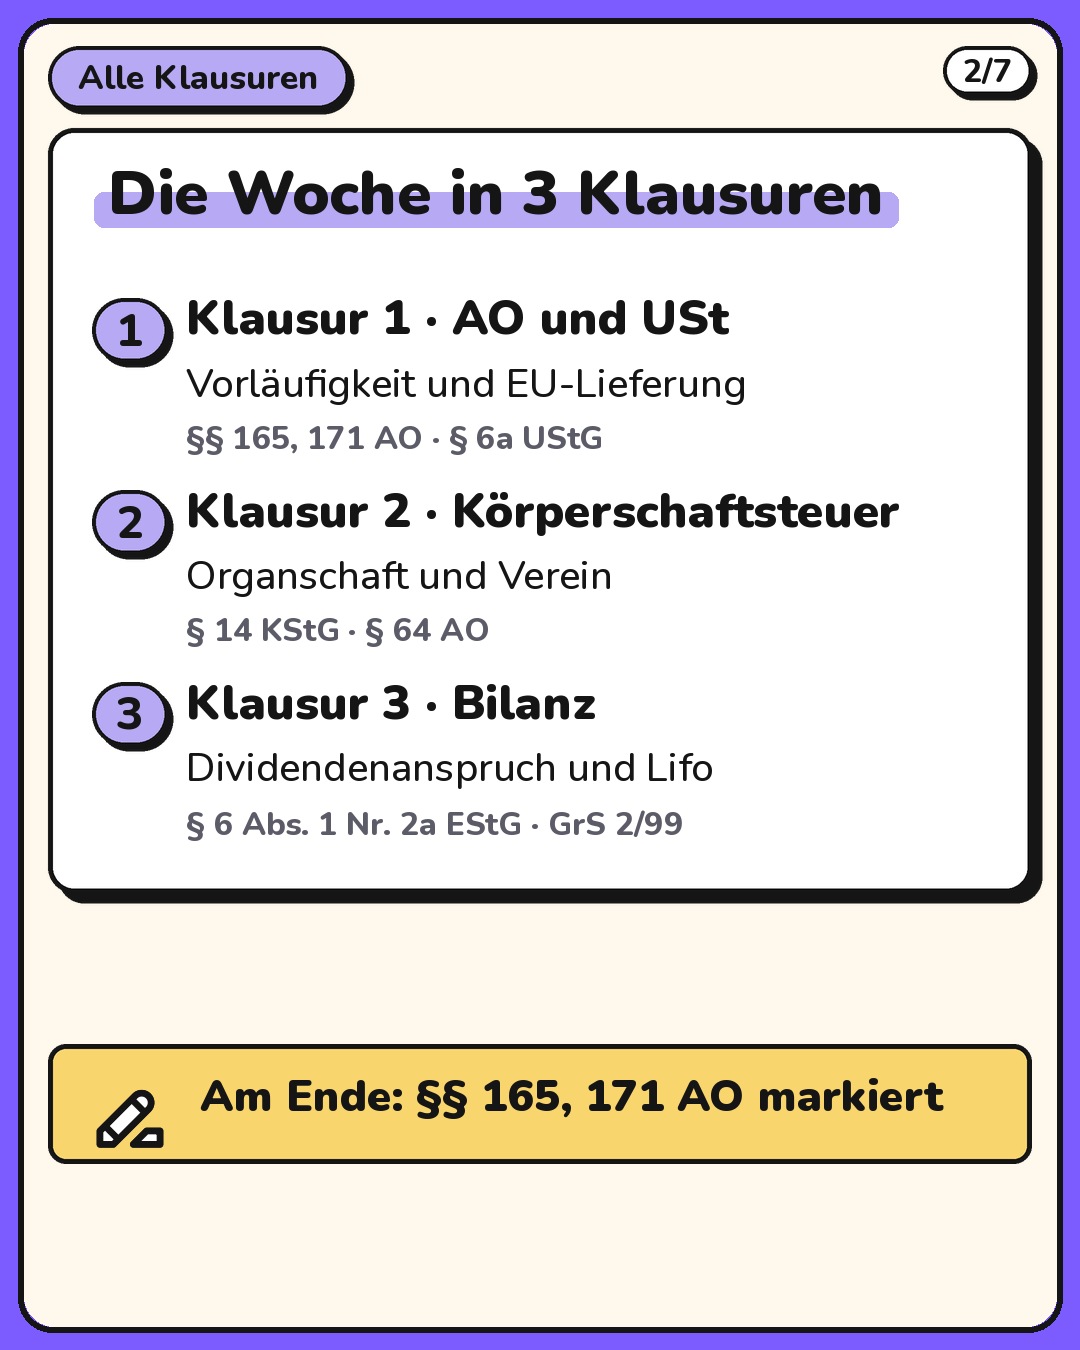 Alle Klausuren
2/7
Die Woche in 3 Klausuren
1
Klausur 1 · AO und USt
Vorläufigkeit und EU-Lieferung
§§ 165, 171 AO · § 6a UStG
2
Klausur 2 · Körperschaftsteuer
Organschaft und Verein
§ 14 KStG · § 64 AO
3
Klausur 3 · Bilanz
Dividendenanspruch und Lifo
§ 6 Abs. 1 Nr. 2a EStG · GrS 2/99
Am Ende: §§ 165, 171 AO markiert